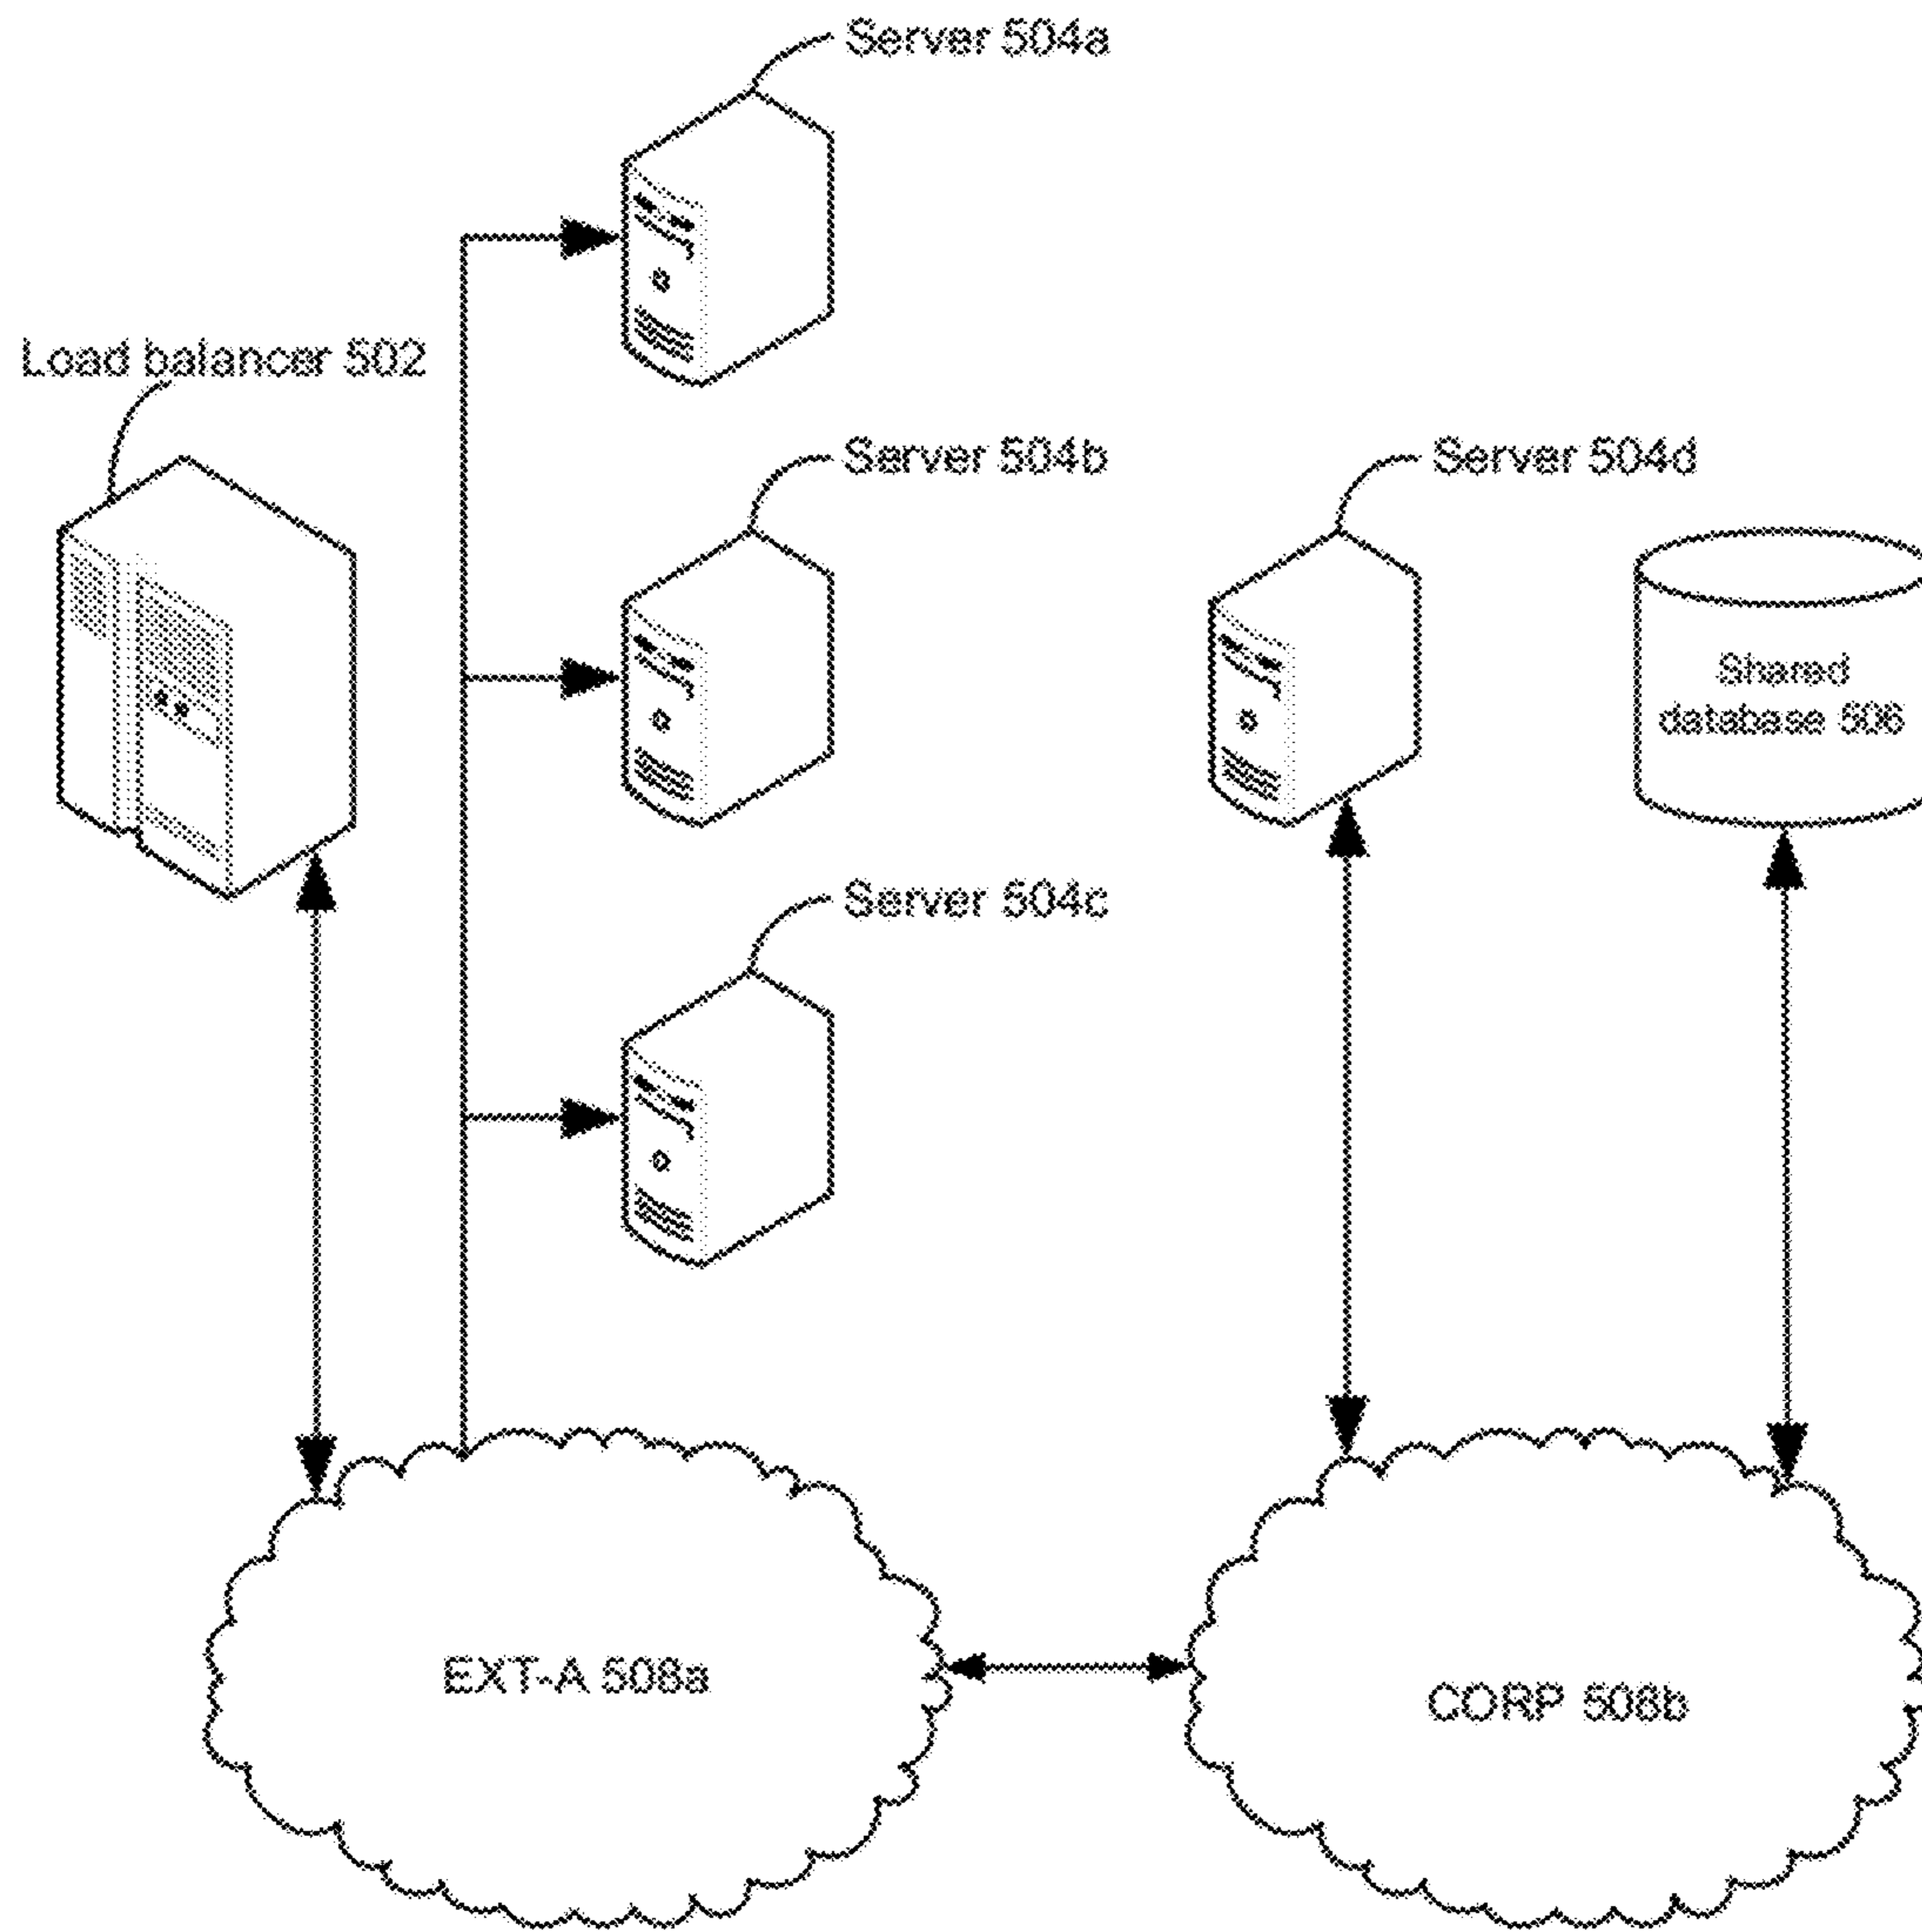 Server 504a
Load balancer 502
Server 504b
Server 504d
Shared
database 506
Server 504c
EXT-A 508a
CORP 508b